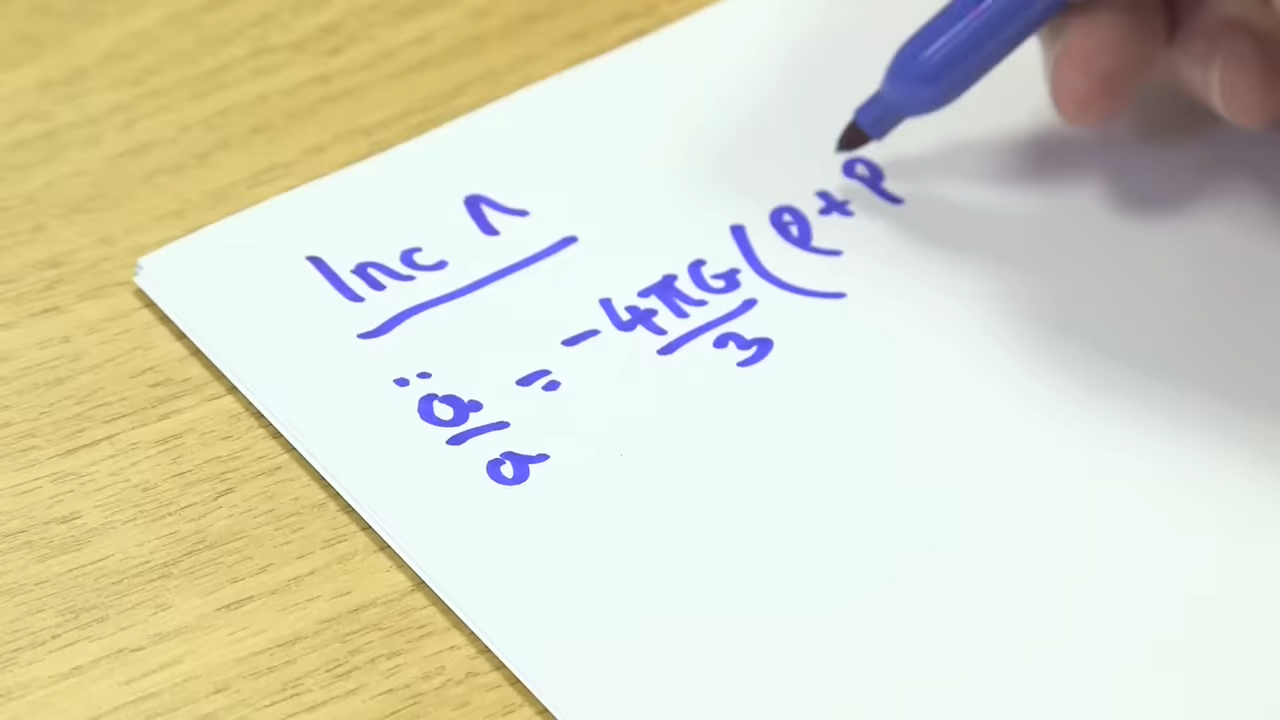 Inc Λ
ä/a = -4πG/3 (ρ+P